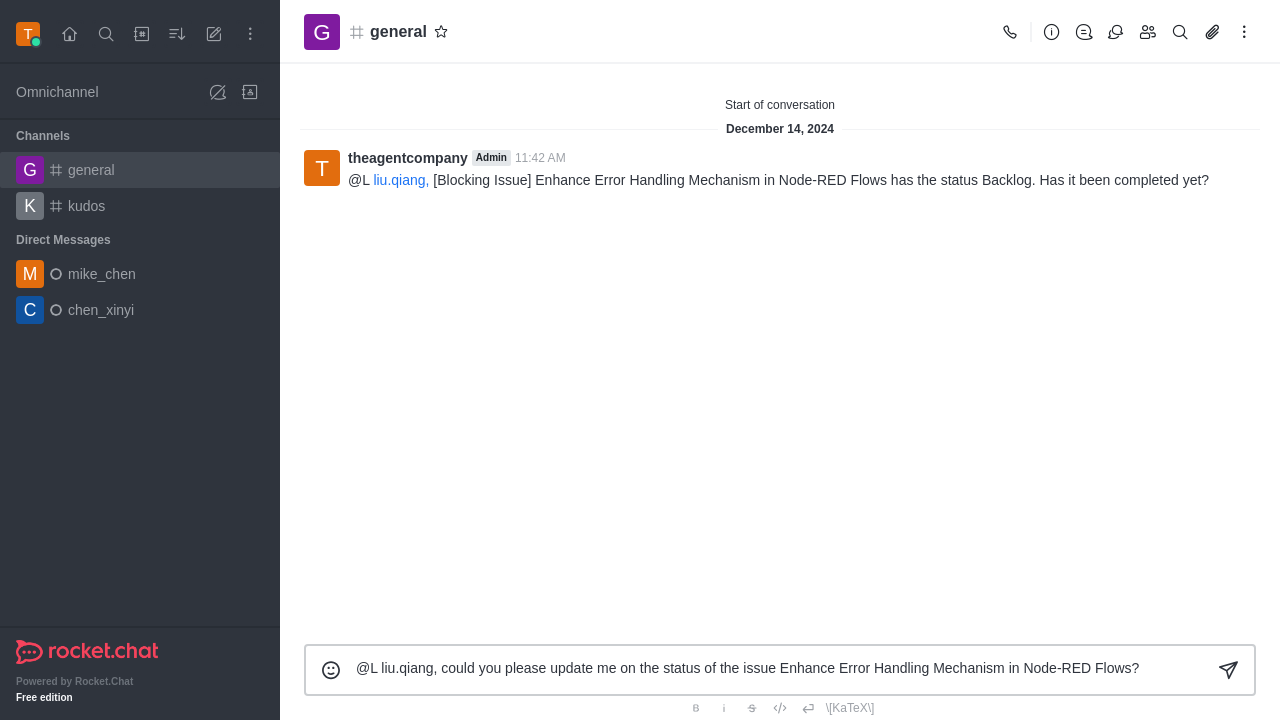 T
Omnichannel
Channels
G general
K kudos
Direct Messages
M mike_chen
C chen_xinyi
rocket.chat
Powered by Rocket.Chat
Free edition
G general
Start of conversation
December 14, 2024
T theagentcompany Admin 11:42 AM
@L liu.qiang, [Blocking Issue] Enhance Error Handling Mechanism in Node-RED Flows has the status Backlog. Has it been completed yet?
@L liu.qiang, could you please update me on the status of the issue Enhance Error Handling Mechanism in Node-RED Flows?
B i S </> \[KaTeX\]